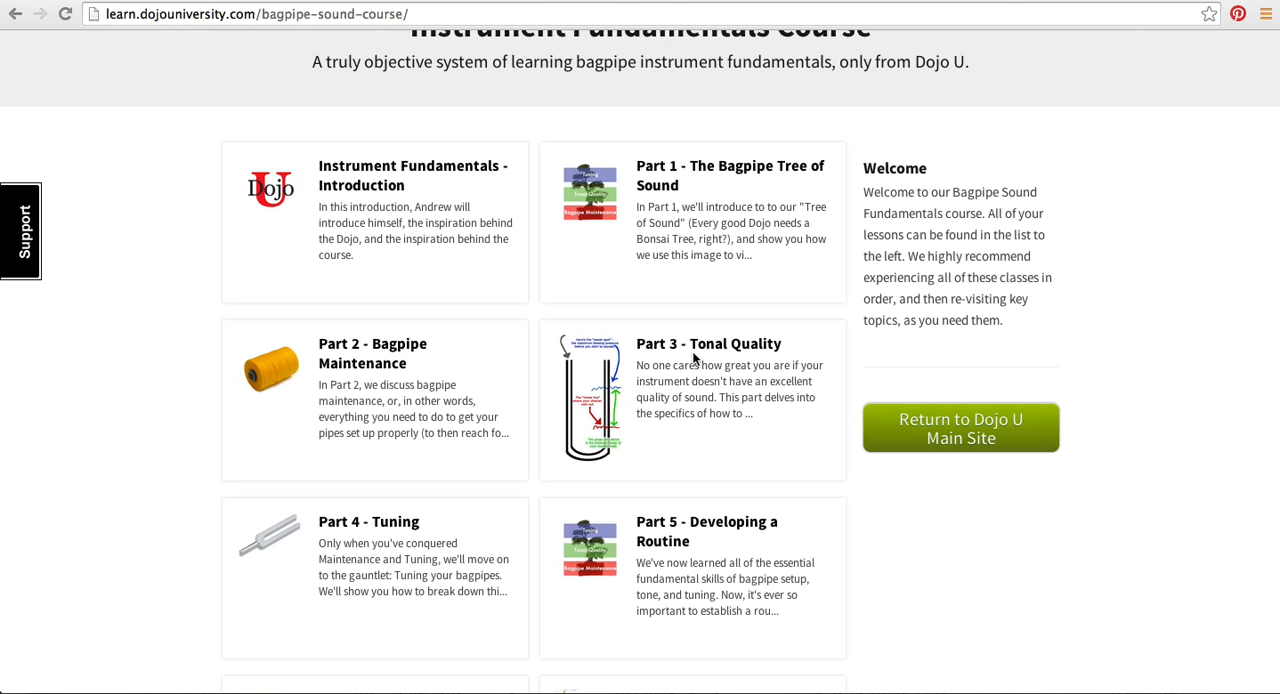 learn.dojouniversity.com/bagpipe-sound-course/
Instrument Fundamentals Course
A truly objective system of learning bagpipe instrument fundamentals, only from Dojo U.
Support
Dojo
U
Instrument Fundamentals -
Introduction
In this introduction, Andrew will
introduce himself, the inspiration behind
the Dojo, and the inspiration behind the
course.
Tuning
Tonal Quality
Bagpipe Maintenance
Part 1 - The Bagpipe Tree of
Sound
In Part 1, we'll introduce to to our "Tree
of Sound" (Every good Dojo needs a
Bonsai Tree, right?), and show you how
we use this image to vi...
Part 2 - Bagpipe
Maintenance
In Part 2, we discuss bagpipe
maintenance, or, in other words,
everything you need to do to get your
pipes set up properly (to then reach fo...
Part 3 - Tonal Quality
No one cares how great you are if your
instrument doesn't have an excellent
quality of sound. This part delves into
the specifics of how to ...
Part 4 - Tuning
Only when you've conquered
Maintenance and Tuning, we'll move on
to the gauntlet: Tuning your bagpipes.
We'll show you how to break down thi...
Tuning
Tonal Quality
Bagpipe Maintenance
Part 5 - Developing a
Routine
We've now learned all of the essential
fundamental skills of bagpipe setup,
tone, and tuning. Now, it's ever so
important to establish a rou...
Welcome
Welcome to our Bagpipe Sound
Fundamentals course. All of your
lessons can be found in the list to
the left. We highly recommend
experiencing all of these classes in
order, and then re-visiting key
topics, as you need them.
Return to Dojo U
Main Site